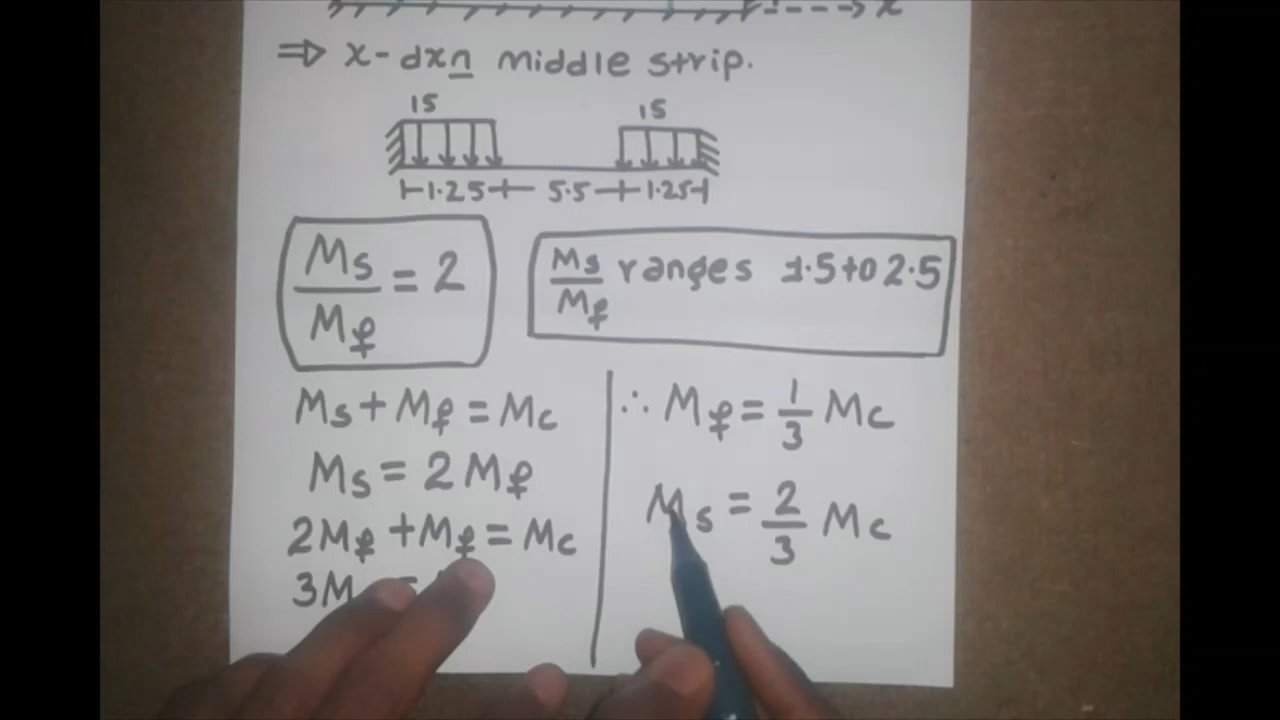 x
⇒ x-dxn middle strip.
15 15
1.25 5.5 1.25
Ms/Mf = 2
Ms/Mf ranges 1.5 to 2.5
Ms + Mf = Mc
Ms = 2Mf
2Mf + Mf = Mc
3M
∴ Mf = 1/3 Mc
Ms = 2/3 Mc